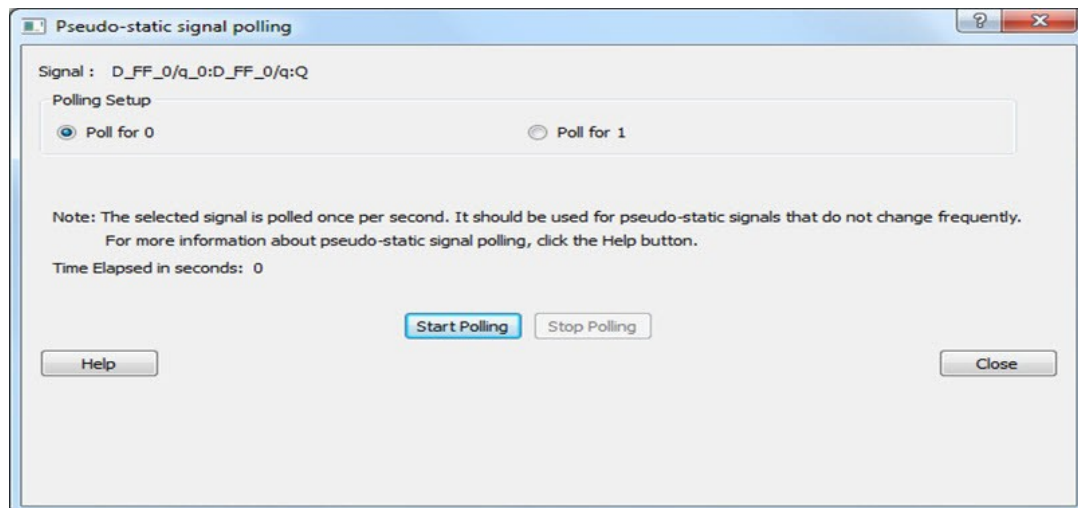 Pseudo-static signal polling
Signal : D_FF_0/q_0:D_FF_0/q:Q
Polling Setup
Poll for 0 Poll for 1
Note: The selected signal is polled once per second. It should be used for pseudo-static signals that do not change frequently.
For more information about pseudo-static signal polling, click the Help button.
Time Elapsed in seconds: 0
Start Polling Stop Polling
Help Close